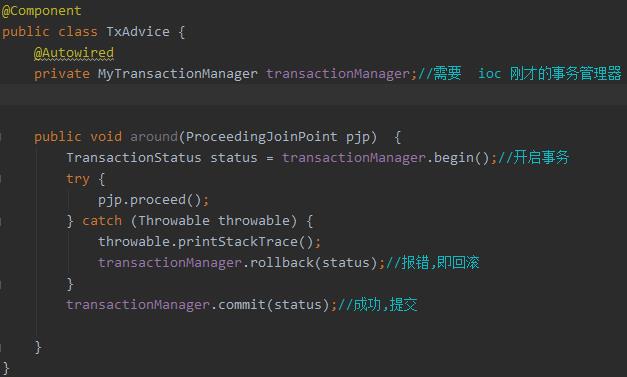 @Component
public class TxAdvice {
@Autowired
private MyTransactionManager transactionManager;//需要  ioc 刚才的事务管理器
public void around(ProceedingJoinPoint pjp)  {
TransactionStatus status = transactionManager.begin();//开启事务
try {
pjp.proceed();
} catch (Throwable throwable) {
throwable.printStackTrace();
transactionManager.rollback(status);//报错,即回滚
}
transactionManager.commit(status);//成功,提交
}
}